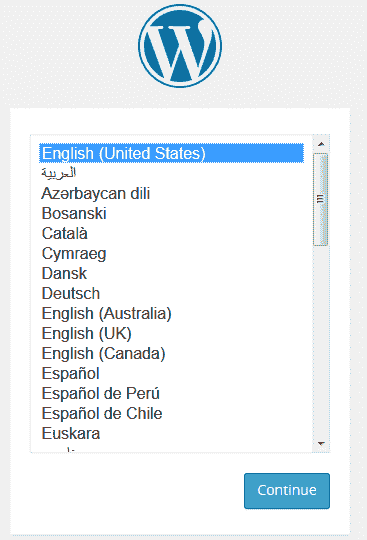 English (United States)
العربية
Azərbaycan dili
Bosanski
Català
Cymraeg
Dansk
Deutsch
English (Australia)
English (UK)
English (Canada)
Español
Español de Perú
Español de Chile
Euskara
Continue